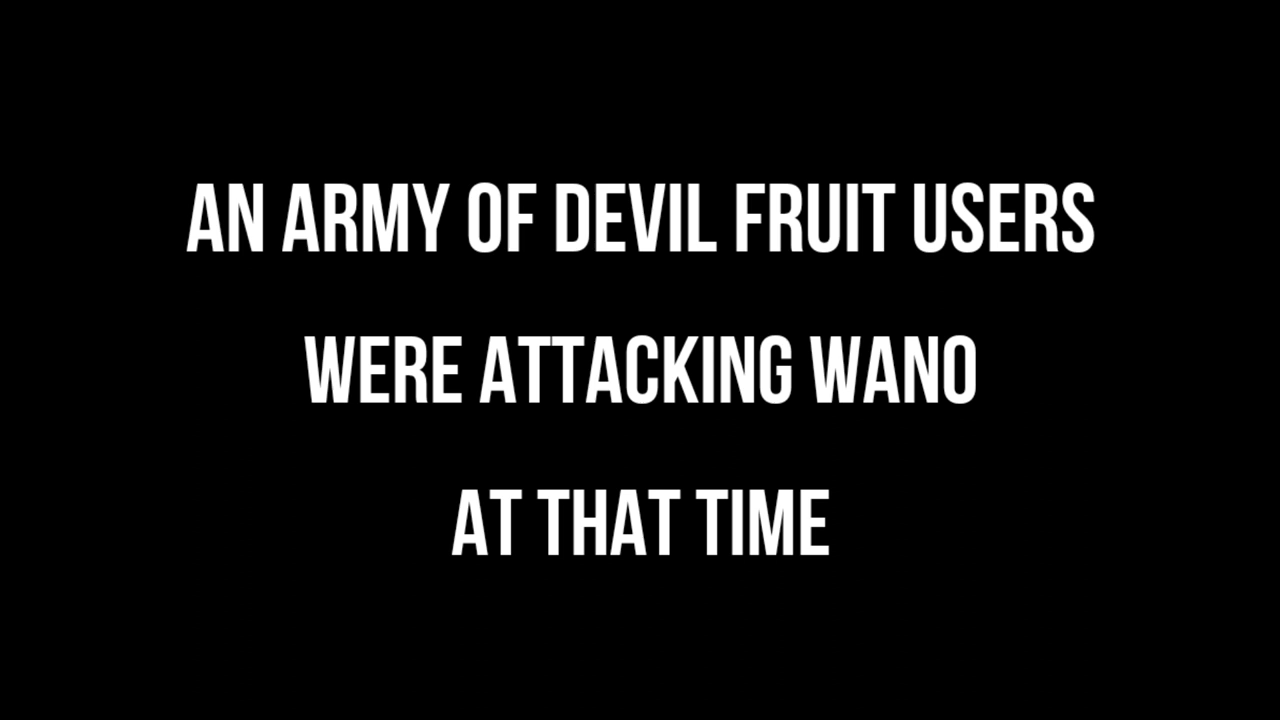 AN ARMY OF DEVIL FRUIT USERS
WERE ATTACKING WANO
AT THAT TIME